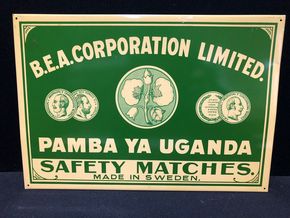 B.E.A. CORPORATION LIMITED.
PAMBA YA UGANDA
SAFETY MATCHES.
MADE IN SWEDEN.